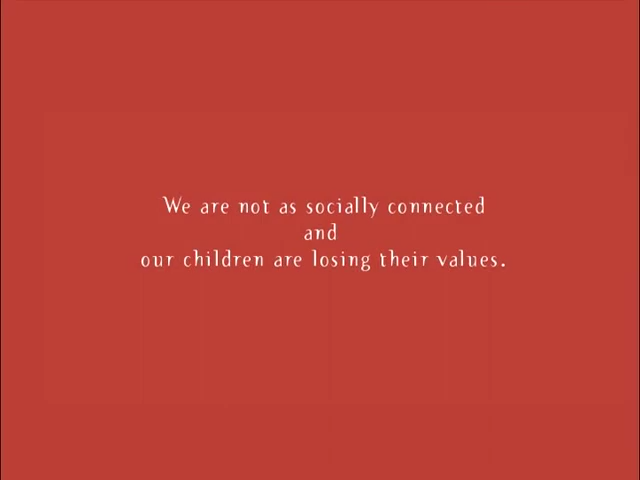 We are not as socially connected
and
our children are losing their values.